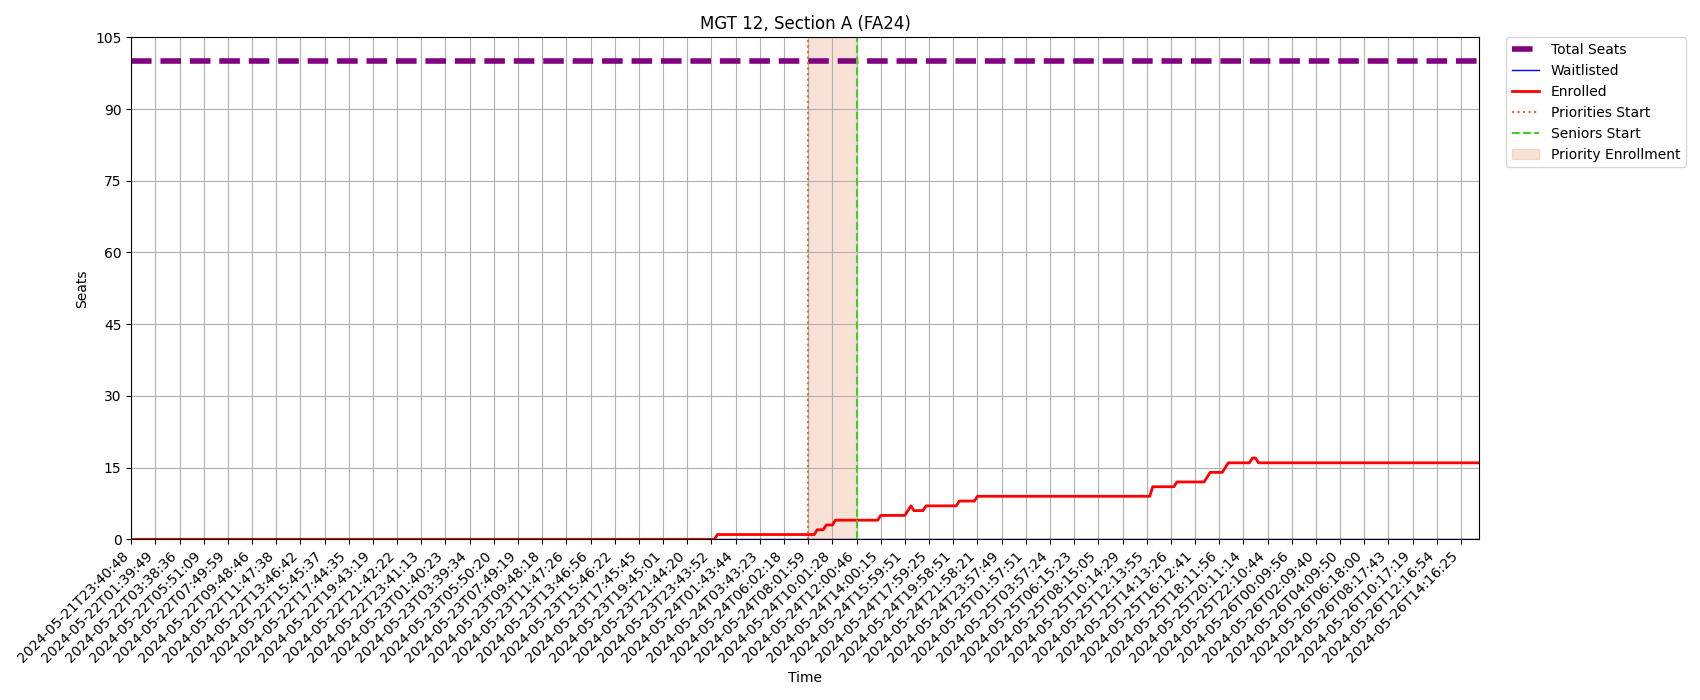 MGT 12, Section A (FA24)
105
90
75
60
45
30
15
0
Seats
2024-05-21T23:40:48
2024-05-22T01:39:49
2024-05-22T03:38:36
2024-05-22T05:51:09
2024-05-22T07:49:59
2024-05-22T09:48:46
2024-05-22T11:47:38
2024-05-22T13:46:42
2024-05-22T15:45:37
2024-05-22T17:44:35
2024-05-22T19:43:19
2024-05-22T21:42:22
2024-05-22T23:41:13
2024-05-23T01:40:23
2024-05-23T03:39:34
2024-05-23T05:50:20
2024-05-23T07:49:19
2024-05-23T09:48:18
2024-05-23T11:47:26
2024-05-23T13:46:56
2024-05-23T15:46:22
2024-05-23T17:45:45
2024-05-23T19:45:01
2024-05-23T21:44:20
2024-05-23T23:43:52
2024-05-24T01:43:44
2024-05-24T03:43:23
2024-05-24T06:02:18
2024-05-24T08:01:59
2024-05-24T10:01:28
2024-05-24T12:00:46
2024-05-24T14:00:15
2024-05-24T15:59:51
2024-05-24T17:59:25
2024-05-24T19:58:51
2024-05-24T21:58:21
2024-05-24T23:57:49
2024-05-25T01:57:51
2024-05-25T03:57:24
2024-05-25T06:15:23
2024-05-25T08:15:05
2024-05-25T10:14:29
2024-05-25T12:13:55
2024-05-25T14:13:26
2024-05-25T16:12:41
2024-05-25T18:11:56
2024-05-25T20:11:14
2024-05-25T22:10:44
2024-05-26T00:09:56
2024-05-26T02:09:40
2024-05-26T04:09:50
2024-05-26T06:18:00
2024-05-26T08:17:43
2024-05-26T10:17:19
2024-05-26T12:16:54
2024-05-26T14:16:25
Time
Total Seats
Waitlisted
Enrolled
Priorities Start
Seniors Start
Priority Enrollment